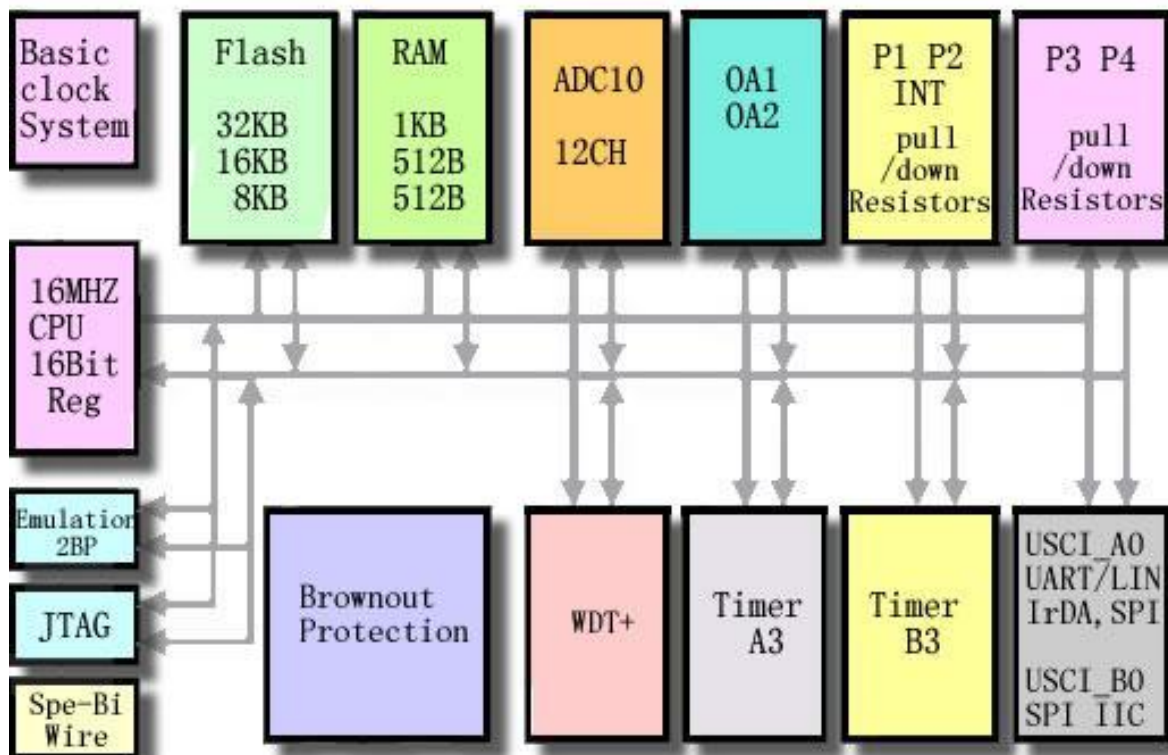 Basic
clock
System
Flash
32KB
16KB
8KB
RAM
1KB
512B
512B
ADC10
12CH
OA1
OA2
P1 P2
INT
pull
/down
Resistors
P3 P4
pull
/down
Resistors
16MHZ
CPU
16Bit
Reg
Emulation
2BP
JTAG
Spe-Bi
Wire
Brownout
Protection
WDT+
Timer
A3
Timer
B3
USCI_A0
UART/LIN
IrDA, SPI
USCI_B0
SPI IIC